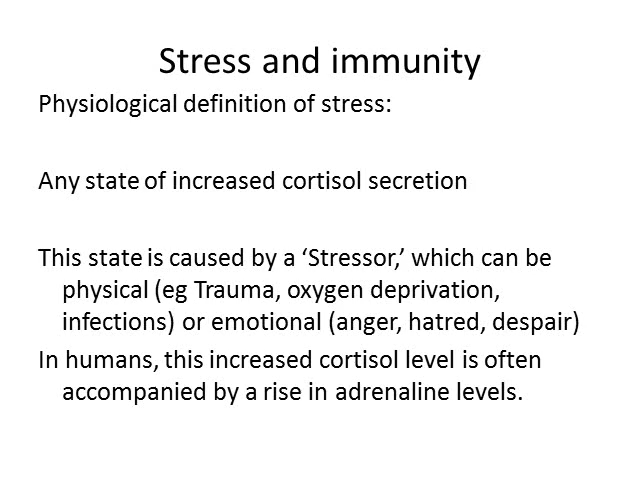 Stress and immunity
Physiological definition of stress:
Any state of increased cortisol secretion
This state is caused by a ‘Stressor,’ which can be
physical (eg Trauma, oxygen deprivation,
infections) or emotional (anger, hatred, despair)
In humans, this increased cortisol level is often
accompanied by a rise in adrenaline levels.